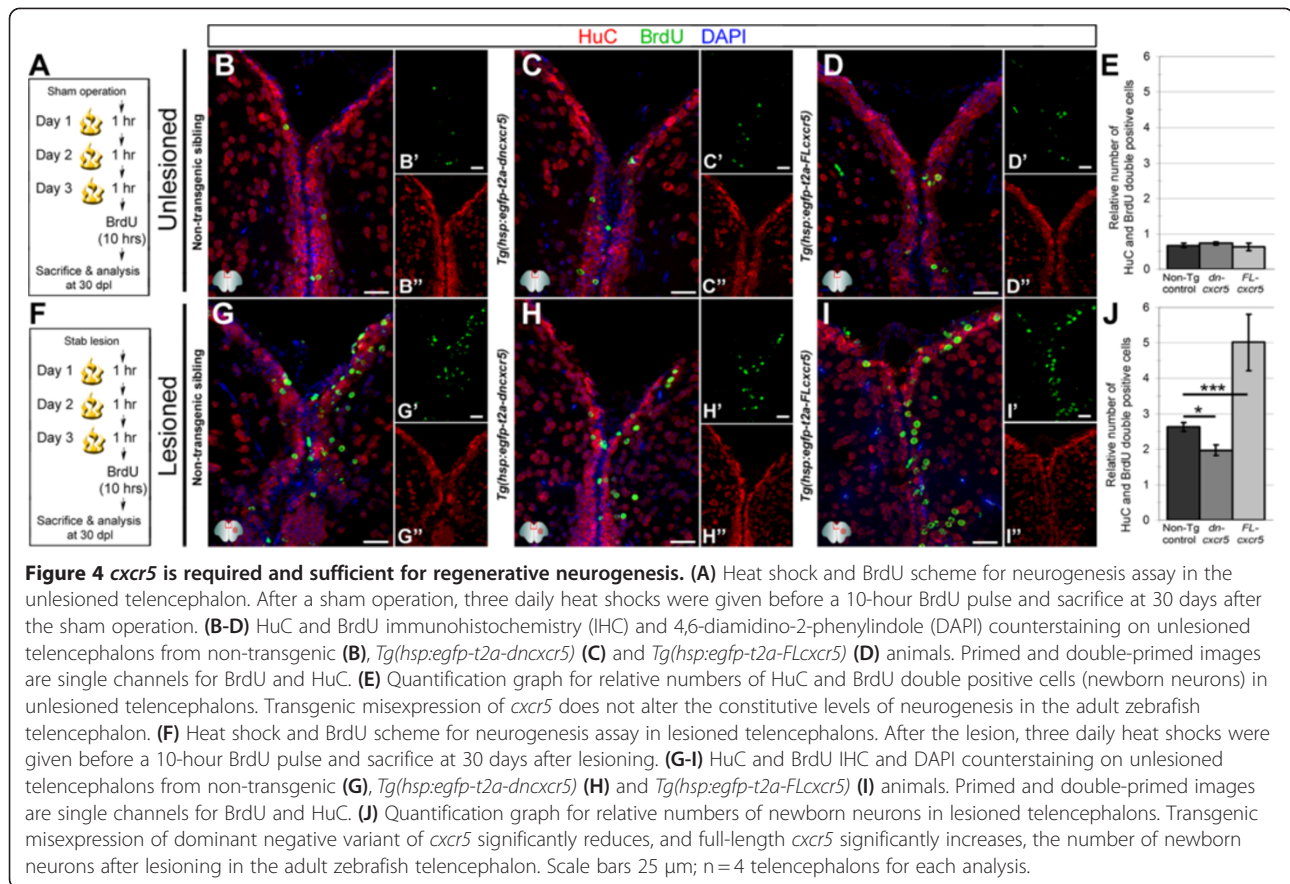 HuC BrdU DAPI
A
Sham operation
Day 1 1 hr
Day 2 1 hr
Day 3 1 hr
BrdU
(10 hrs)
Sacrifice & analysis
at 30 dpl
Unlesioned
Non-transgenic sibling
B
B'
B"
Tg(hsp:egfp-t2a-dncxcr5)
C
C'
C"
Tg(hsp:egfp-t2a-FLcxcr5)
D
D'
D"
E
Relative number of
HuC and BrdU double positive cells
6
5
4
3
2
1
0
Non-Tg control
dn-cxcr5
FL-cxcr5
F
Stab lesion
Day 1 1 hr
Day 2 1 hr
Day 3 1 hr
BrdU
(10 hrs)
Sacrifice & analysis
at 30 dpl
Lesioned
Non-transgenic sibling
G
G'
G"
Tg(hsp:egfp-t2a-dncxcr5)
H
H'
H"
Tg(hsp:egfp-t2a-FLcxcr5)
I
I'
I"
J
Relative number of
HuC and BrdU double positive cells
6
5
4
3
2
1
0
***
*
Non-Tg control
dn-cxcr5
FL-cxcr5
Figure 4 cxcr5 is required and sufficient for regenerative neurogenesis. (A) Heat shock and BrdU scheme for neurogenesis assay in the
unlesioned telencephalon. After a sham operation, three daily heat shocks were given before a 10-hour BrdU pulse and sacrifice at 30 days after
the sham operation. (B-D) HuC and BrdU immunohistochemistry (IHC) and 4,6-diamidino-2-phenylindole (DAPI) counterstaining on unlesioned
telencephalons from non-transgenic (B), Tg(hsp:egfp-t2a-dncxcr5) (C) and Tg(hsp:egfp-t2a-FLcxcr5) (D) animals. Primed and double-primed images
are single channels for BrdU and HuC. (E) Quantification graph for relative numbers of HuC and BrdU double positive cells (newborn neurons) in
unlesioned telencephalons. Transgenic misexpression of cxcr5 does not alter the constitutive levels of neurogenesis in the adult zebrafish
telencephalon. (F) Heat shock and BrdU scheme for neurogenesis assay in lesioned telencephalons. After the lesion, three daily heat shocks were
given before a 10-hour BrdU pulse and sacrifice at 30 days after lesioning. (G-I) HuC and BrdU IHC and DAPI counterstaining on unlesioned
telencephalons from non-transgenic (G), Tg(hsp:egfp-t2a-dncxcr5) (H) and Tg(hsp:egfp-t2a-FLcxcr5) (I) animals. Primed and double-primed images
are single channels for BrdU and HuC. (J) Quantification graph for relative numbers of newborn neurons in lesioned telencephalons. Transgenic
misexpression of dominant negative variant of cxcr5 significantly reduces, and full-length cxcr5 significantly increases, the number of newborn
neurons after lesioning in the adult zebrafish telencephalon. Scale bars 25 μm; n = 4 telencephalons for each analysis.